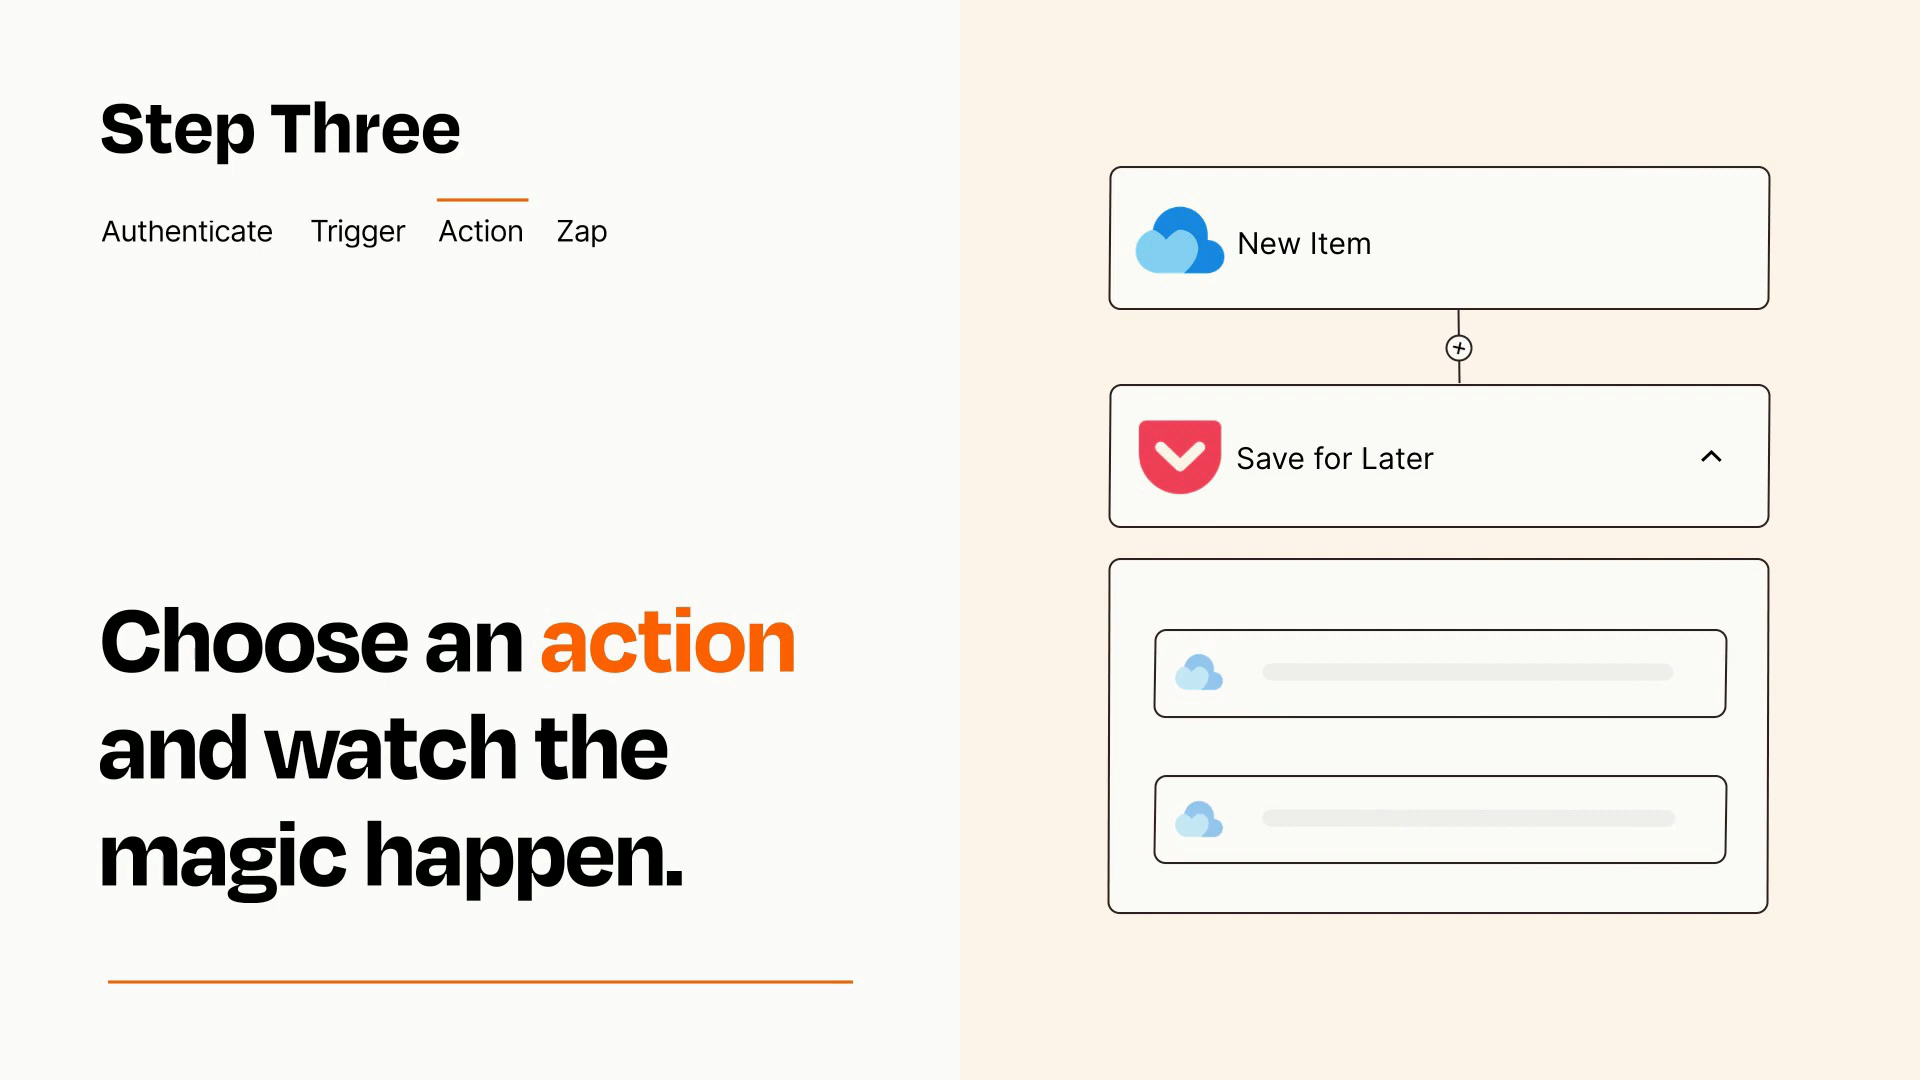 Step Three
Authenticate Trigger Action Zap
Choose an action
and watch the
magic happen.
New Item
Save for Later